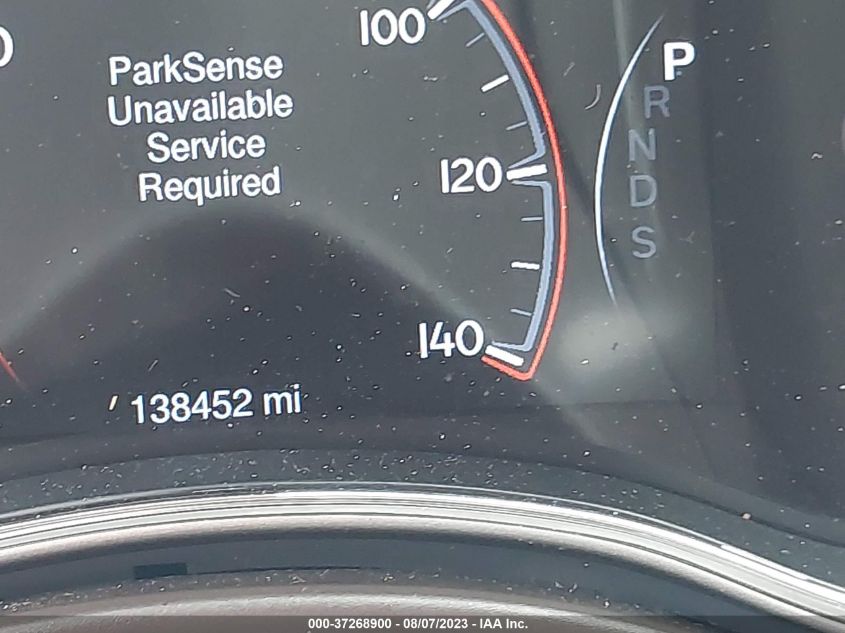 100
ParkSense
Unavailable
Service
Required
120
140
P
R
N
D
S
138452 mi
000-37268900 - 08/07/2023 - IAA Inc.